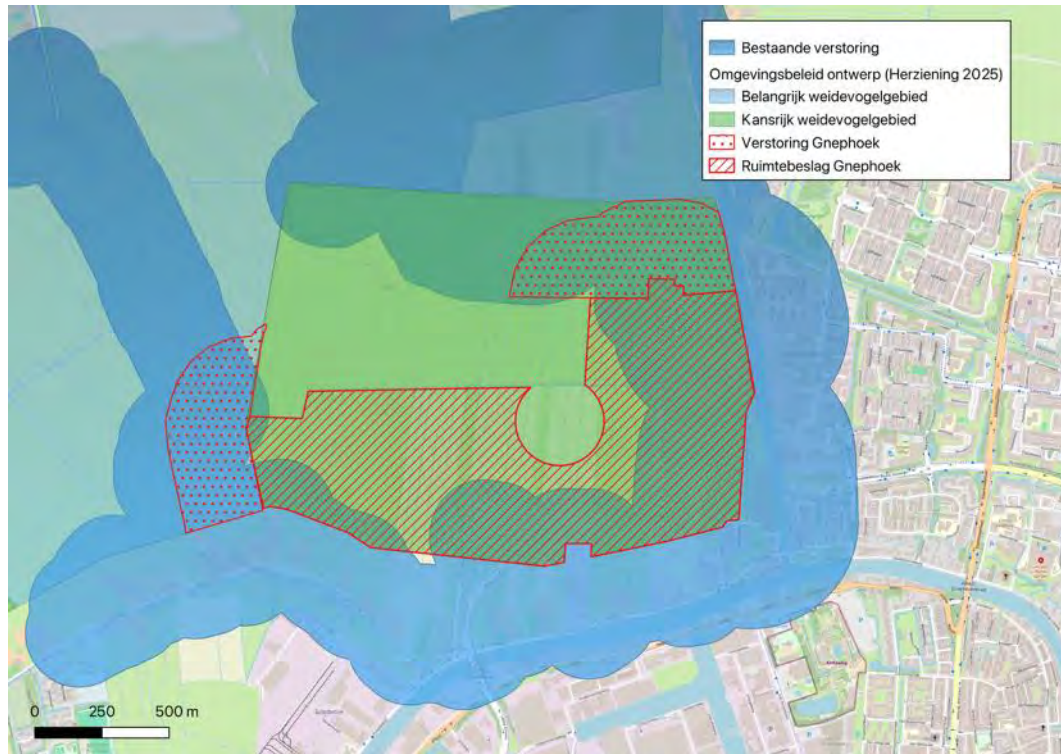 Bestaande verstoring
Omgevingsbeleid ontwerp (Herziening 2025)
Belangrijk weidevogelgebied
Kansrijk weidevogelgebied
Verstoring Gnephoek
Ruimtebeslag Gnephoek
0 250 500 m